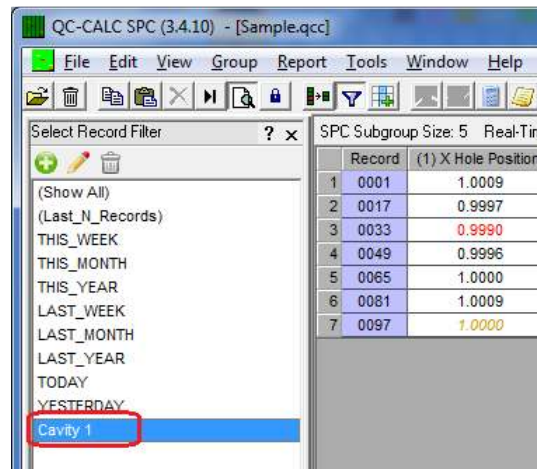 QC-CALC SPC (3.4.10) - [Sample.qcc]
File Edit View Group Report Tools Window Help
Select Record Filter ? x
(Show All)
(Last_N_Records)
THIS_WEEK
THIS_MONTH
THIS_YEAR
LAST_WEEK
LAST_MONTH
LAST_YEAR
TODAY
YESTERDAY
Cavity 1
SPC Subgroup Size: 5 Real-Tin
Record (1) X Hole Position
1 0001 1.0009
2 0017 0.9997
3 0033 0.9990
4 0049 0.9996
5 0065 1.0000
6 0081 1.0009
7 0097 1.0000